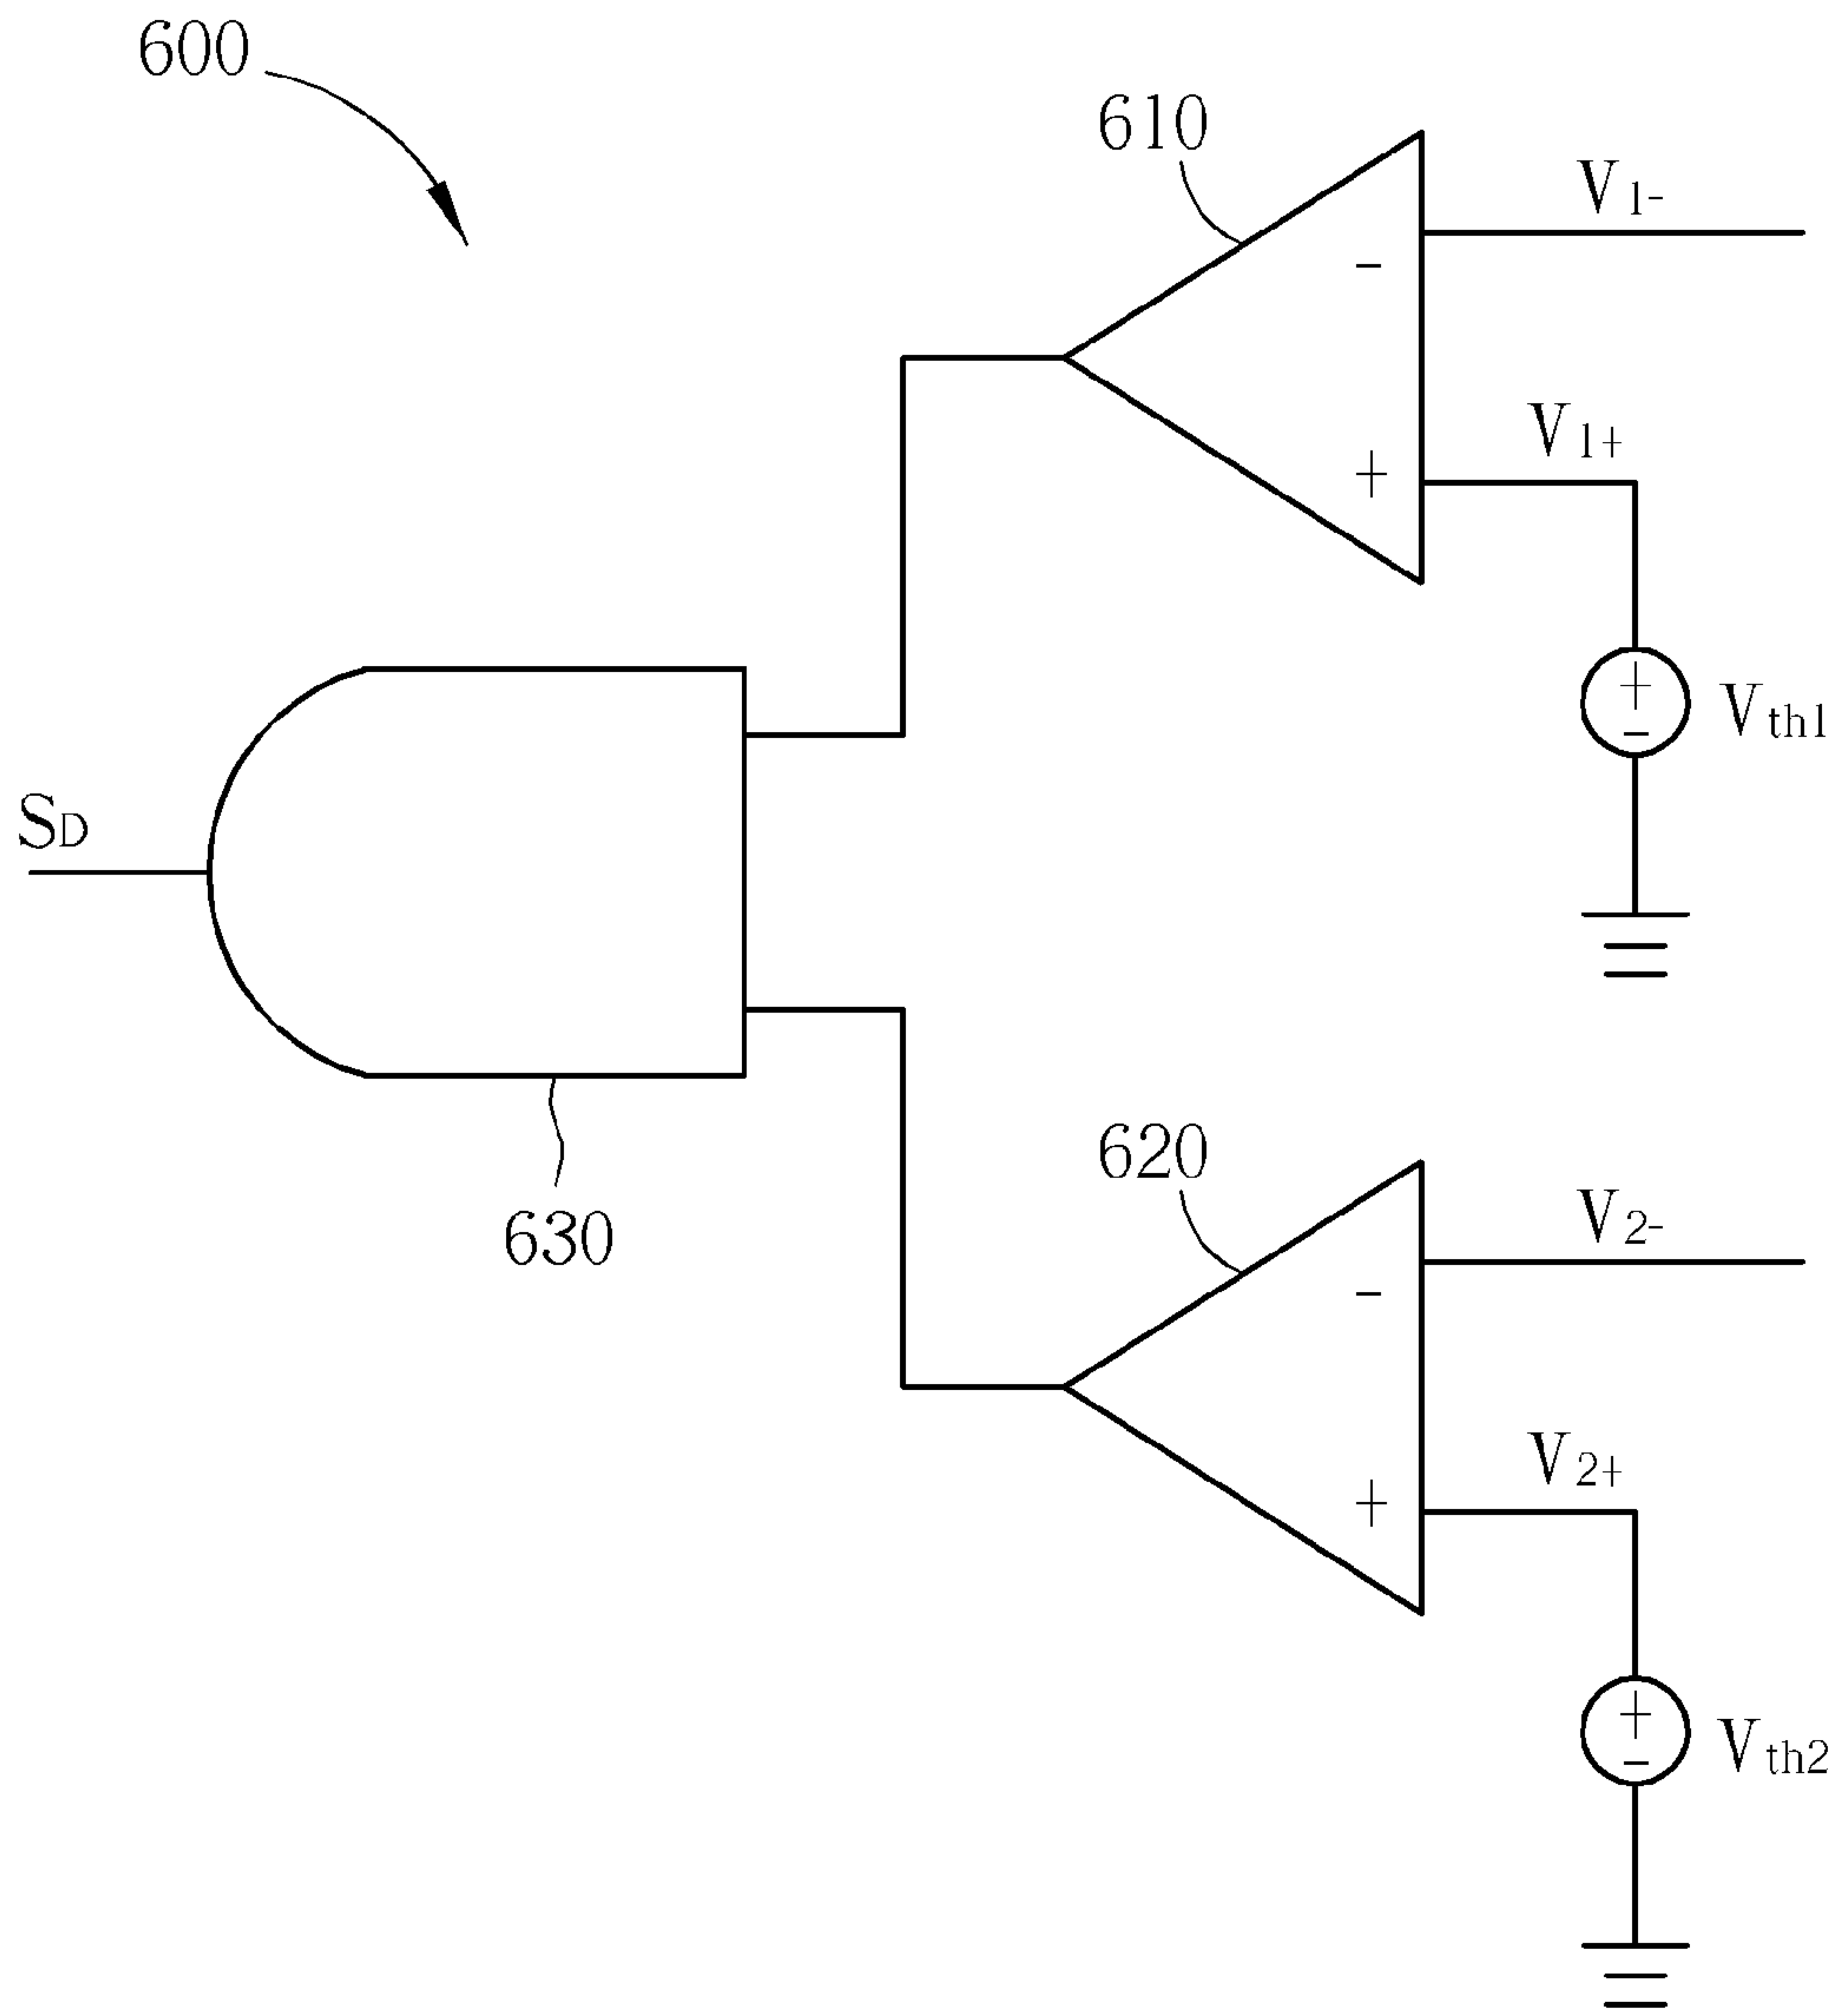 600
610
V1-
-
V1+
+
+
-
Vth1
SD
630
620
V2-
-
V2+
+
+
-
Vth2